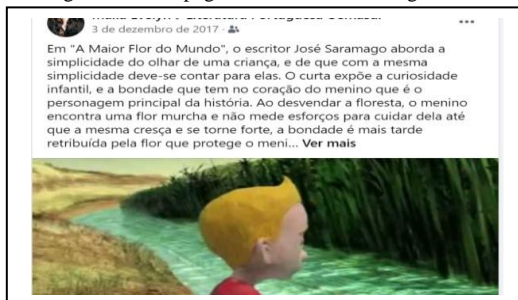 3 de dezembro de 2017 ·
Em "A Maior Flor do Mundo", o escritor José Saramago aborda a
simplicidade do olhar de uma criança, e de que com a mesma
simplicidade deve-se contar para elas. O curta expõe a curiosidade
infantil, e a bondade que tem no coração do menino que é o
personagem principal da história. Ao desvendar a floresta, o menino
encontra uma flor murcha e não mede esforços para cuidar dela até
que a mesma cresça e se torne forte, a bondade é mais tarde
retribuída pela flor que protege o meni... Ver mais